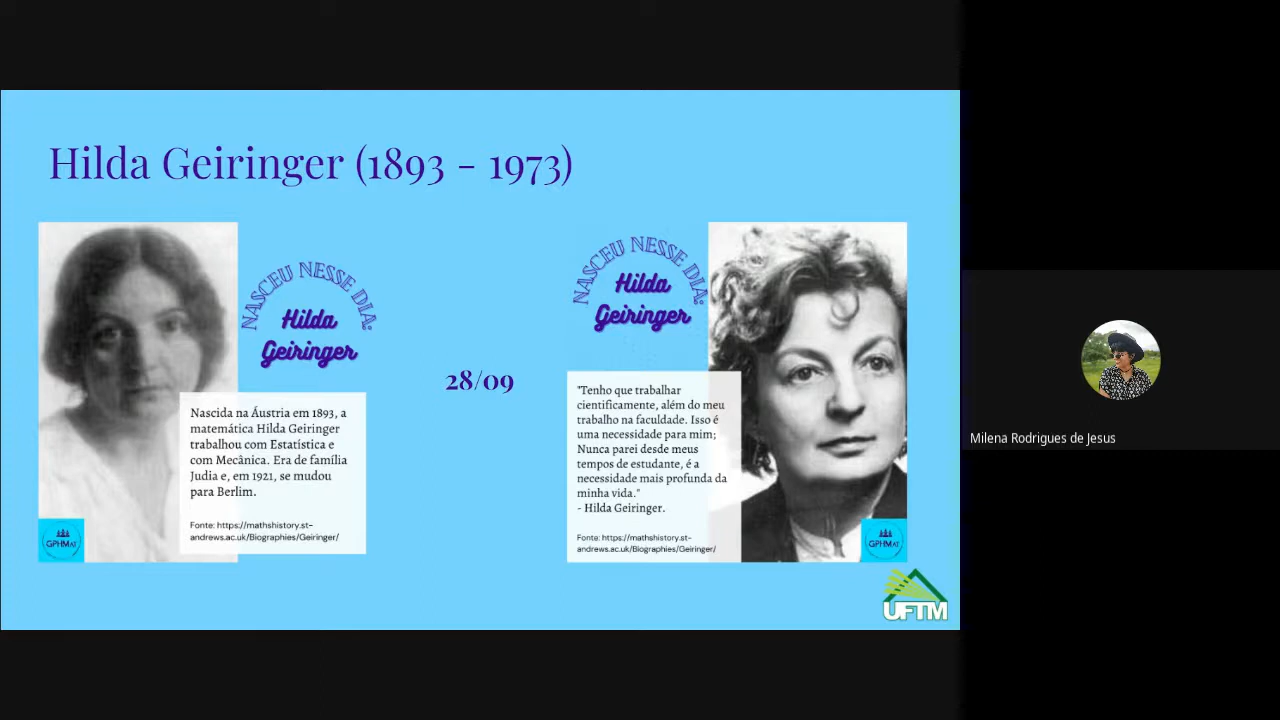 Hilda Geiringer (1893 - 1973)
NASCEU NESSE DIA:
Hilda
Geiringer
Nascida na Áustria em 1893, a
matemática Hilda Geiringer
trabalhou com Estatística e
com Mecânica. Era de família
Judia e, em 1921, se mudou
para Berlim.
Fonte: https://mathshistory.st-
andrews.ac.uk/Biographies/Geiringer/
GPHMAT
28/09
NASCEU NESSE DIA:
Hilda
Geiringer
"Tenho que trabalhar
cientificamente, além do meu
trabalho na faculdade. Isso é
uma necessidade para mim;
Nunca parei desde meus
tempos de estudante, é a
necessidade mais profunda da
minha vida."
- Hilda Geiringer.
Fonte: https://mathshistory.st-
andrews.ac.uk/Biographies/Geiringer/
GPHMAT
UFTM
Milena Rodrigues de Jesus